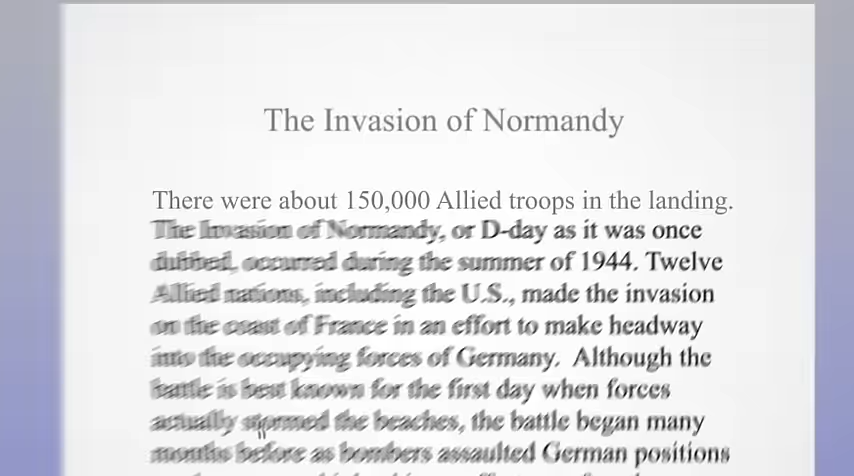 The Invasion of Normandy
There were about 150,000 Allied troops in the landing.
The Invasion of Normandy, or D-day as it was once
dubbed, occurred during the summer of 1944. Twelve
Allied nations, including the U.S., made the invasion
on the coast of France in an effort to make headway
into the occupying forces of Germany. Although the
battle is best known for the first day when forces
actually stormed the beaches, the battle began many
months before as bombers assaulted German positions